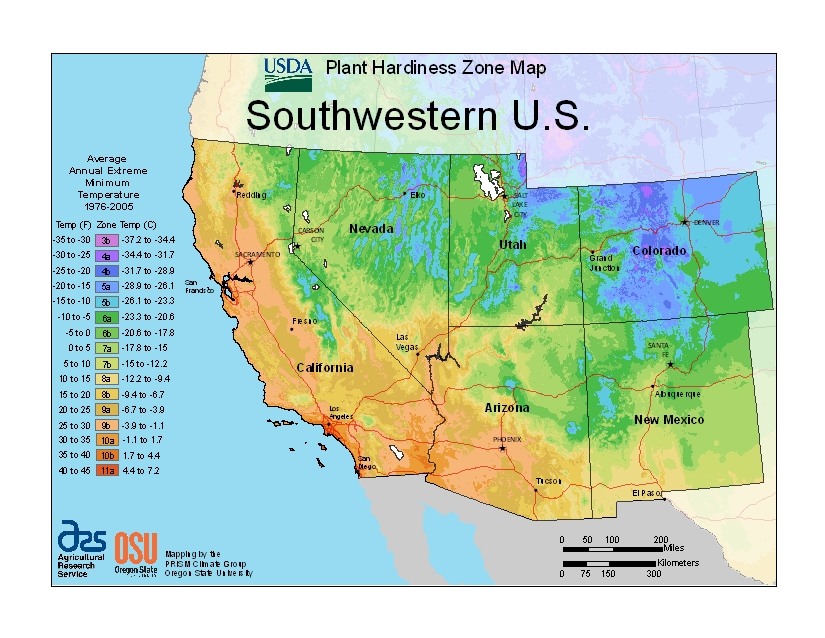 USDA Plant Hardiness Zone Map
Southwestern U.S.
Average
Annual Extreme
Minimum
Temperature
1976-2005
Temp (F) Zone Temp (C)
-35 to -30 3b -37.2 to -34.4
-30 to -25 4a -34.4 to -31.7
-25 to -20 4b -31.7 to -28.9
-20 to -15 5a -28.9 to -26.1
-15 to -10 5b -26.1 to -23.3
-10 to -5 6a -23.3 to -20.6
-5 to 0 6b -20.6 to -17.8
0 to 5 7a -17.8 to -15
5 to 10 7b -15 to -12.2
10 to 15 8a -12.2 to -9.4
15 to 20 8b -9.4 to -6.7
20 to 25 9a -6.7 to -3.9
25 to 30 9b -3.9 to -1.1
30 to 35 10a -1.1 to 1.7
35 to 40 10b 1.7 to 4.4
40 to 45 11a 4.4 to 7.2
Redding
Elko
SALT
LAKE
CITY
Nevada
CARSON
CITY
Utah
DENVER
Colorado
Grand
Junction
SACRAMENTO
San
Francisco
Fresno
Las
Vegas
SANTA
FE
California
Albuquerque
Los
Angeles
Arizona
New Mexico
PHOENIX
San
Diego
Tucson
El Paso
ars
Agricultural
Research
Service
OSU
Oregon State
Mapping by the
PRISM Climate Group
Oregon State University
0 50 100 200
Miles
Kilometers
0 75 150 300